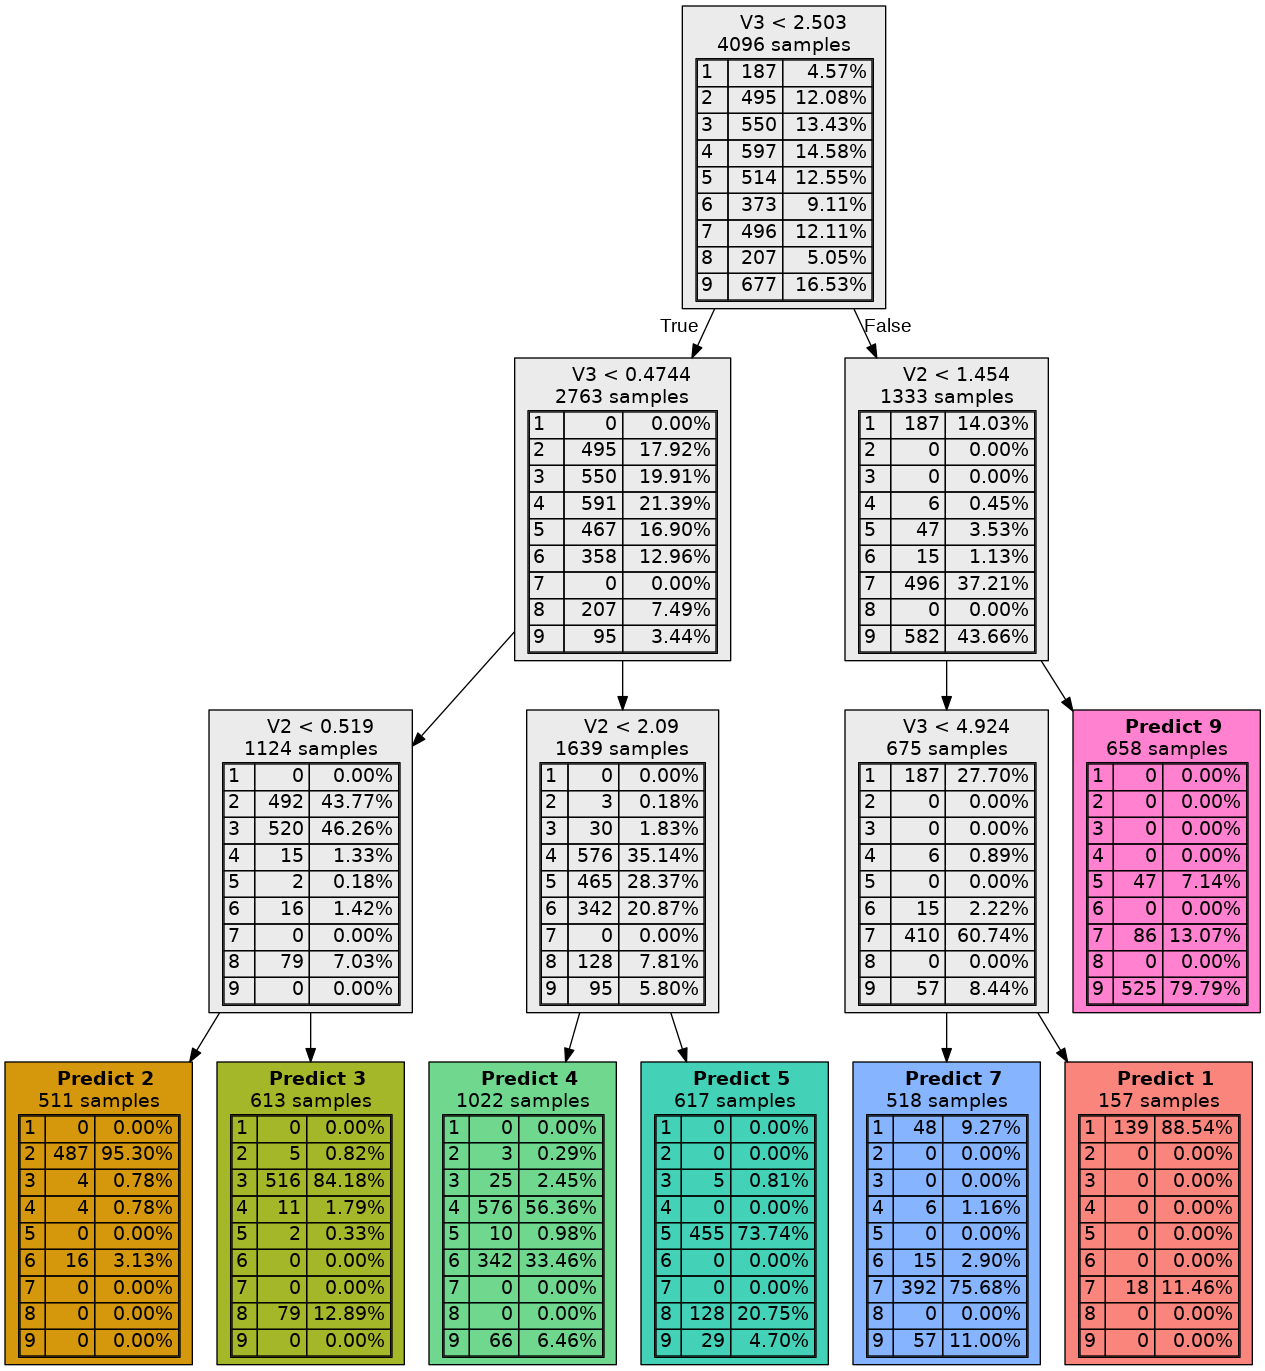 V3 < 2.503
4096 samples
1 187 4.57%
2 495 12.08%
3 550 13.43%
4 597 14.58%
5 514 12.55%
6 373 9.11%
7 496 12.11%
8 207 5.05%
9 677 16.53%
True
False
V3 < 0.4744
2763 samples
1 0 0.00%
2 495 17.92%
3 550 19.91%
4 591 21.39%
5 467 16.90%
6 358 12.96%
7 0 0.00%
8 207 7.49%
9 95 3.44%
V2 < 1.454
1333 samples
1 187 14.03%
2 0 0.00%
3 0 0.00%
4 6 0.45%
5 47 3.53%
6 15 1.13%
7 496 37.21%
8 0 0.00%
9 582 43.66%
V2 < 0.519
1124 samples
1 0 0.00%
2 492 43.77%
3 520 46.26%
4 15 1.33%
5 2 0.18%
6 16 1.42%
7 0 0.00%
8 79 7.03%
9 0 0.00%
V2 < 2.09
1639 samples
1 0 0.00%
2 3 0.18%
3 30 1.83%
4 576 35.14%
5 465 28.37%
6 342 20.87%
7 0 0.00%
8 128 7.81%
9 95 5.80%
V3 < 4.924
675 samples
1 187 27.70%
2 0 0.00%
3 0 0.00%
4 6 0.89%
5 0 0.00%
6 15 2.22%
7 410 60.74%
8 0 0.00%
9 57 8.44%
Predict 9
658 samples
1 0 0.00%
2 0 0.00%
3 0 0.00%
4 0 0.00%
5 47 7.14%
6 0 0.00%
7 86 13.07%
8 0 0.00%
9 525 79.79%
Predict 2
511 samples
1 0 0.00%
2 487 95.30%
3 4 0.78%
4 4 0.78%
5 0 0.00%
6 16 3.13%
7 0 0.00%
8 0 0.00%
9 0 0.00%
Predict 3
613 samples
1 0 0.00%
2 5 0.82%
3 516 84.18%
4 11 1.79%
5 2 0.33%
6 0 0.00%
7 0 0.00%
8 79 12.89%
9 0 0.00%
Predict 4
1022 samples
1 0 0.00%
2 3 0.29%
3 25 2.45%
4 576 56.36%
5 10 0.98%
6 342 33.46%
7 0 0.00%
8 0 0.00%
9 66 6.46%
Predict 5
617 samples
1 0 0.00%
2 0 0.00%
3 5 0.81%
4 0 0.00%
5 455 73.74%
6 0 0.00%
7 0 0.00%
8 128 20.75%
9 29 4.70%
Predict 7
518 samples
1 48 9.27%
2 0 0.00%
3 0 0.00%
4 6 1.16%
5 0 0.00%
6 15 2.90%
7 392 75.68%
8 0 0.00%
9 57 11.00%
Predict 1
157 samples
1 139 88.54%
2 0 0.00%
3 0 0.00%
4 0 0.00%
5 0 0.00%
6 0 0.00%
7 18 11.46%
8 0 0.00%
9 0 0.00%